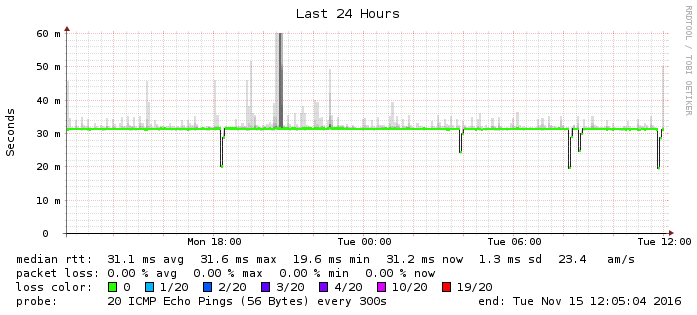 Last 24 Hours
RRDTOOL / TOBI OETIKER
Seconds
60 m
50 m
40 m
30 m
20 m
10 m
0
Mon 18:00 Tue 00:00 Tue 06:00 Tue 12:00
median rtt: 31.1 ms avg 31.6 ms max 19.6 ms min 31.2 ms now 1.3 ms sd 23.4 am/s
packet loss: 0.00 % avg 0.00 % max 0.00 % min 0.00 % now
loss color: 0 1/20 2/20 3/20 4/20 10/20 19/20
probe: 20 ICMP Echo Pings (56 Bytes) every 300s end: Tue Nov 15 12:05:04 2016